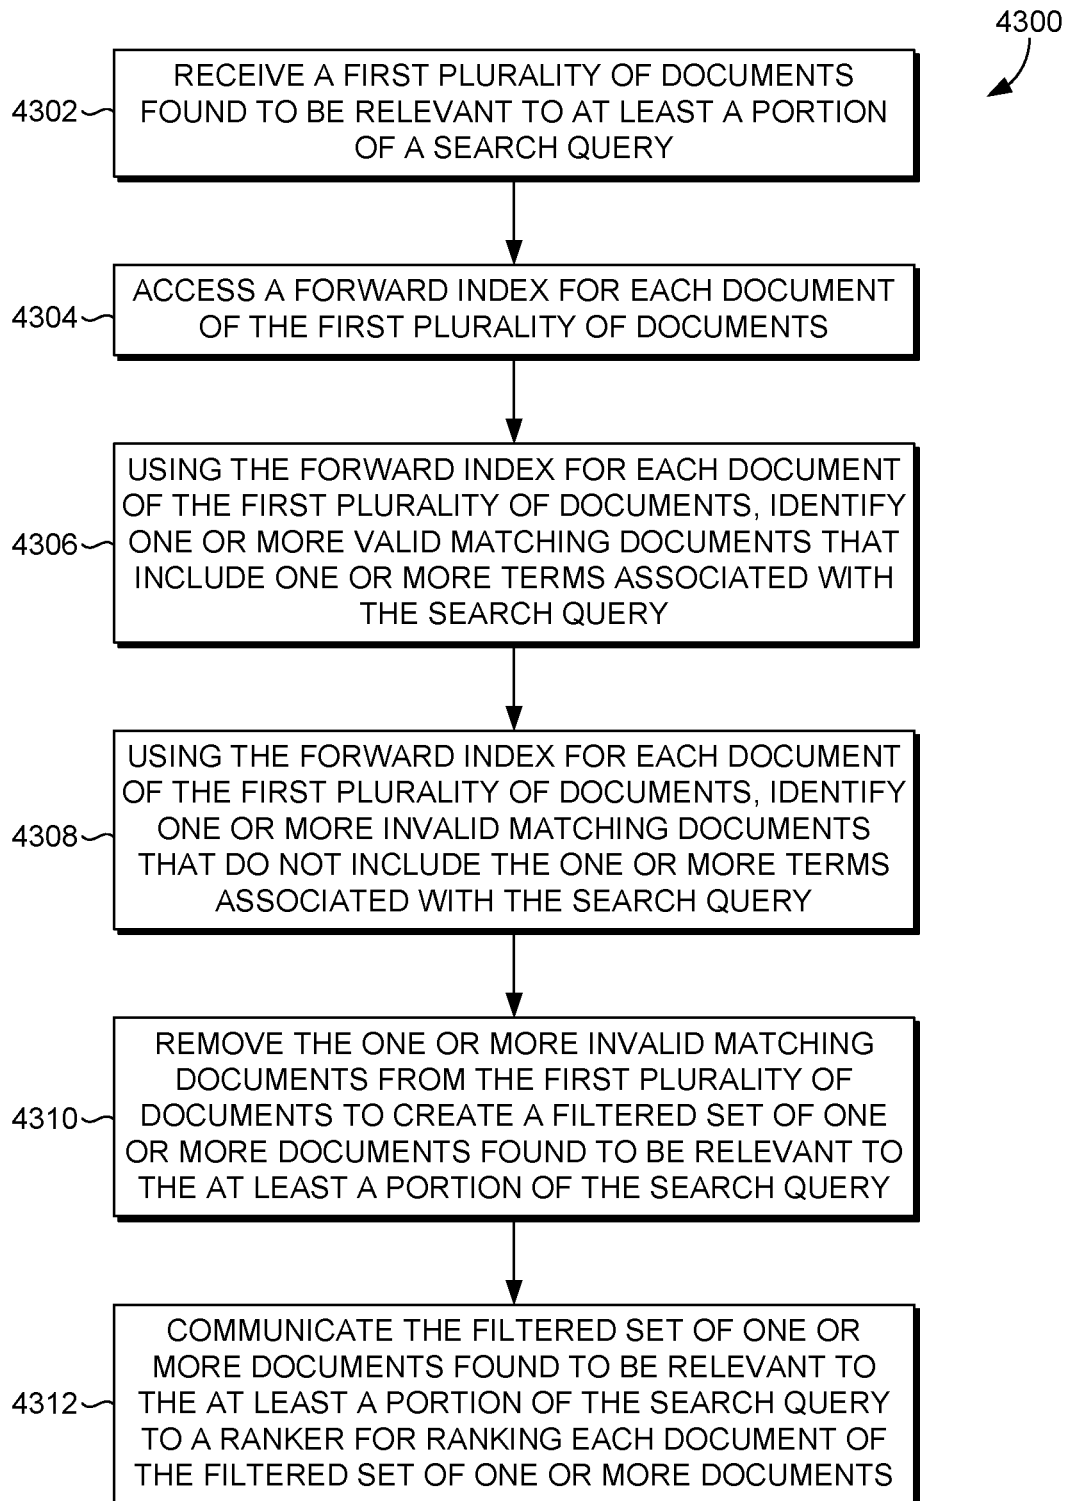 4300
RECEIVE A FIRST PLURALITY OF DOCUMENTS
FOUND TO BE RELEVANT TO AT LEAST A PORTION
OF A SEARCH QUERY
4302
ACCESS A FORWARD INDEX FOR EACH DOCUMENT
OF THE FIRST PLURALITY OF DOCUMENTS
4304
USING THE FORWARD INDEX FOR EACH DOCUMENT
OF THE FIRST PLURALITY OF DOCUMENTS, IDENTIFY
ONE OR MORE VALID MATCHING DOCUMENTS THAT
INCLUDE ONE OR MORE TERMS ASSOCIATED WITH
THE SEARCH QUERY
4306
USING THE FORWARD INDEX FOR EACH DOCUMENT
OF THE FIRST PLURALITY OF DOCUMENTS, IDENTIFY
ONE OR MORE INVALID MATCHING DOCUMENTS
THAT DO NOT INCLUDE THE ONE OR MORE TERMS
ASSOCIATED WITH THE SEARCH QUERY
4308
REMOVE THE ONE OR MORE INVALID MATCHING
DOCUMENTS FROM THE FIRST PLURALITY OF
DOCUMENTS TO CREATE A FILTERED SET OF ONE
OR MORE DOCUMENTS FOUND TO BE RELEVANT TO
THE AT LEAST A PORTION OF THE SEARCH QUERY
4310
COMMUNICATE THE FILTERED SET OF ONE OR
MORE DOCUMENTS FOUND TO BE RELEVANT TO
THE AT LEAST A PORTION OF THE SEARCH QUERY
TO A RANKER FOR RANKING EACH DOCUMENT OF
THE FILTERED SET OF ONE OR MORE DOCUMENTS
4312